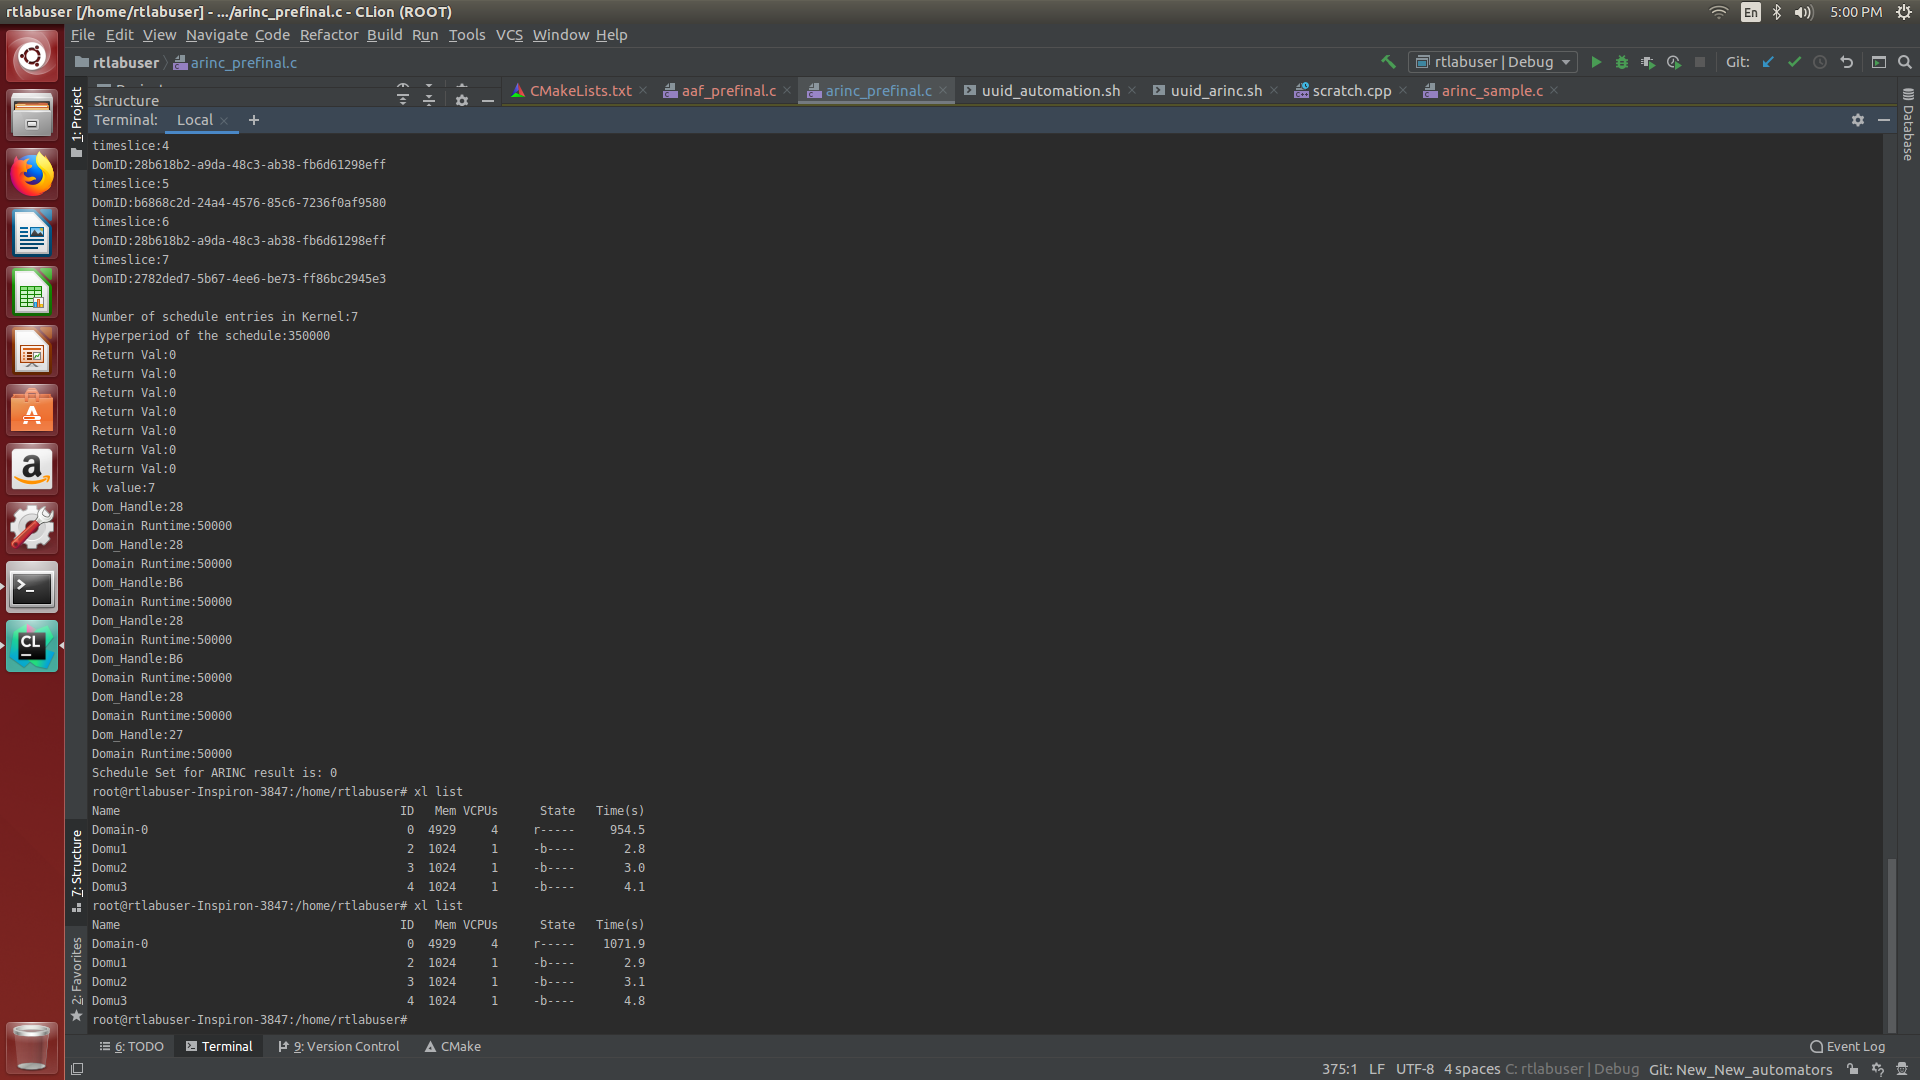 rtlabuser [/home/rtlabuser] - .../arinc_prefinal.c - CLion (ROOT)
En
5:00 PM
File Edit View Navigate Code Refactor Build Run Tools VCS Window Help
rtlabuser
arinc_prefinal.c
rtlabuser | Debug
Git:
1: Project
Structure
CMakeLists.txt
aaf_prefinal.c
arinc_prefinal.c
uuid_automation.sh
uuid_arinc.sh
scratch.cpp
arinc_sample.c
Database
Terminal: Local +
timeslice:4
DomID:28b618b2-a9da-48c3-ab38-fb6d61298eff
timeslice:5
DomID:b6868c2d-24a4-4576-85c6-7236f0af9580
timeslice:6
DomID:28b618b2-a9da-48c3-ab38-fb6d61298eff
timeslice:7
DomID:2782ded7-5b67-4ee6-be73-ff86bc2945e3
Number of schedule entries in Kernel:7
Hyperperiod of the schedule:350000
Return Val:0
Return Val:0
Return Val:0
Return Val:0
Return Val:0
Return Val:0
Return Val:0
k value:7
Dom_Handle:28
Domain Runtime:50000
Dom_Handle:28
Domain Runtime:50000
Dom_Handle:B6
Domain Runtime:50000
Dom_Handle:28
Domain Runtime:50000
Dom_Handle:B6
Domain Runtime:50000
Dom_Handle:28
Domain Runtime:50000
Dom_Handle:27
Domain Runtime:50000
Schedule Set for ARINC result is: 0
root@rtlabuser-Inspiron-3847:/home/rtlabuser# xl list
Name ID Mem VCPUs State Time(s)
Domain-0 0 4929 4 r----- 954.5
Domu1 2 1024 1 -b---- 2.8
Domu2 3 1024 1 -b---- 3.0
Domu3 4 1024 1 -b---- 4.1
root@rtlabuser-Inspiron-3847:/home/rtlabuser# xl list
Name ID Mem VCPUs State Time(s)
Domain-0 0 4929 4 r----- 1071.9
Domu1 2 1024 1 -b---- 2.9
Domu2 3 1024 1 -b---- 3.1
Domu3 4 1024 1 -b---- 4.8
root@rtlabuser-Inspiron-3847:/home/rtlabuser#
7: Structure
2: Favorites
6: TODO
Terminal
9: Version Control
CMake
Event Log
375:1 LF UTF-8 4 spaces C: rtlabuser | Debug Git: New_New_automators